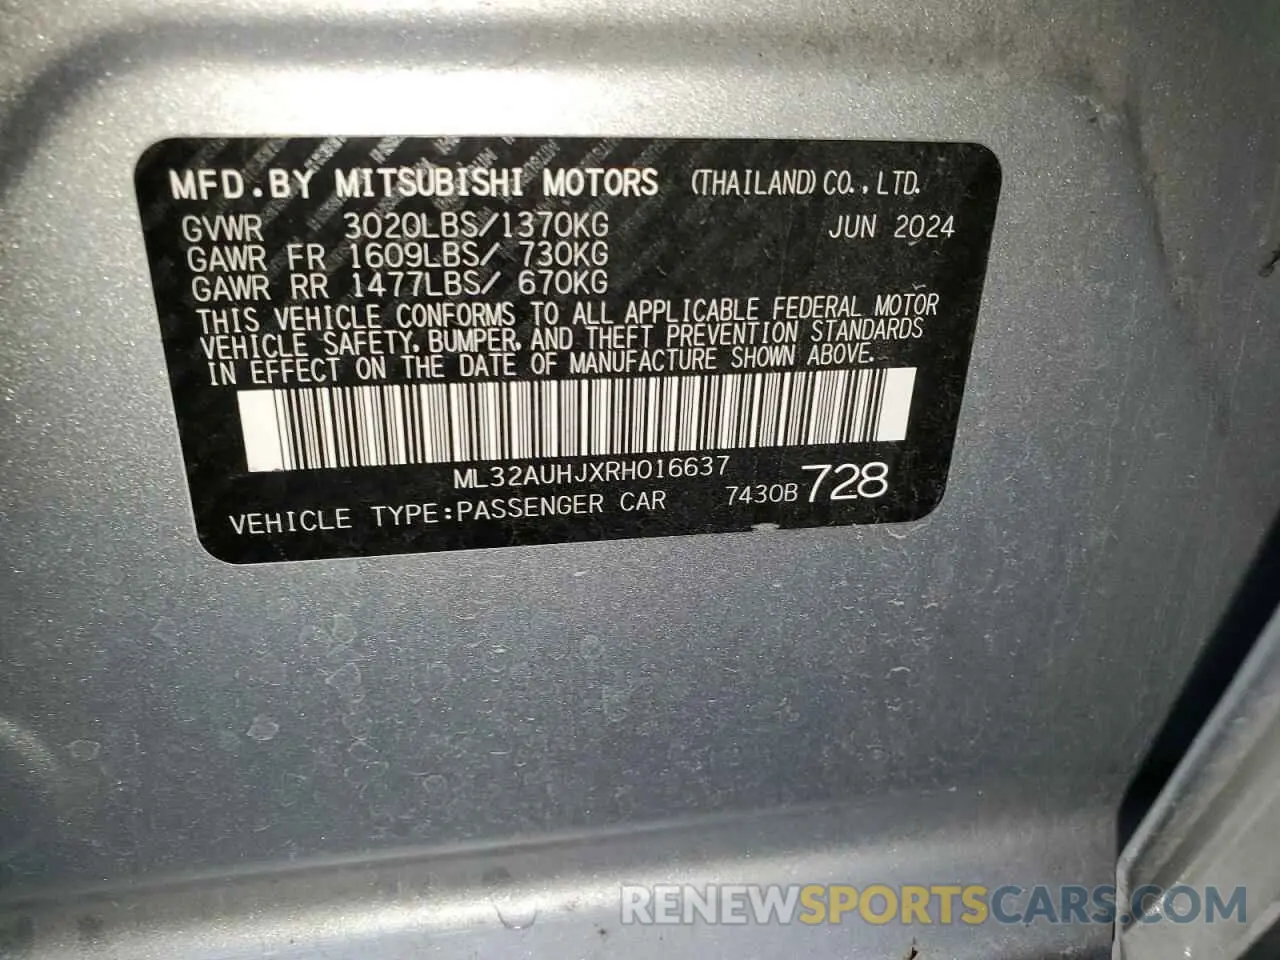 MFD.BY MITSUBISHI MOTORS (THAILAND)CO.,LTD.
GVWR 3020LBS/1370KG JUN 2024
GAWR FR 1609LBS/ 730KG
GAWR RR 1477LBS/ 670KG
THIS VEHICLE CONFORMS TO ALL APPLICABLE FEDERAL MOTOR
VEHICLE SAFETY, BUMPER, AND THEFT PREVENTION STANDARDS
IN EFFECT ON THE DATE OF MANUFACTURE SHOWN ABOVE.
ML32AUHJXRH016637
VEHICLE TYPE:PASSENGER CAR 7430B 728
RENEWSPORTSCARS.COM